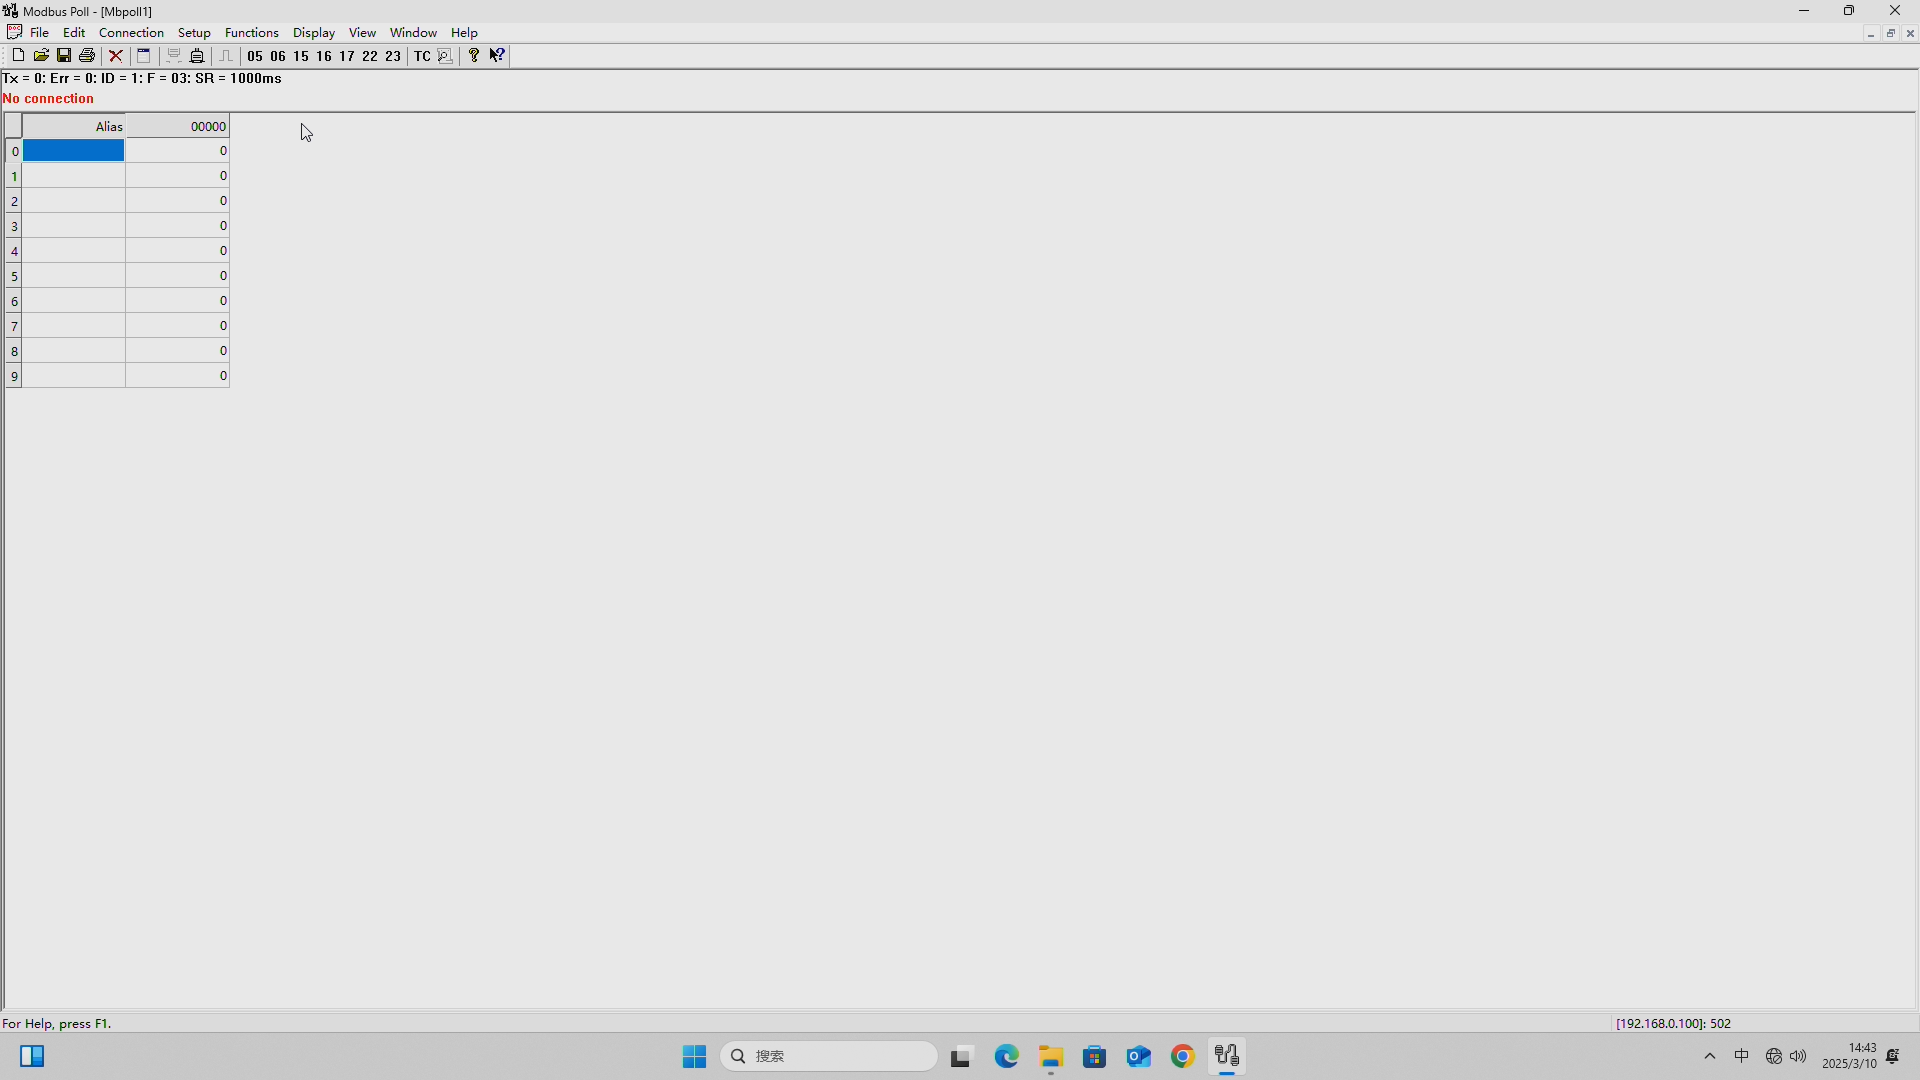 Modbus Poll - [Mbpoll1]
File Edit Connection Setup Functions Display View Window Help
05 06 15 16 17 22 23 TC
Tx = 0: Err = 0: ID = 1: F = 03: SR = 1000ms
No connection
Alias 00000
0 0
1 0
2 0
3 0
4 0
5 0
6 0
7 0
8 0
9 0
For Help, press F1.
[192.168.0.100]: 502
搜索
中
14:43
2025/3/10